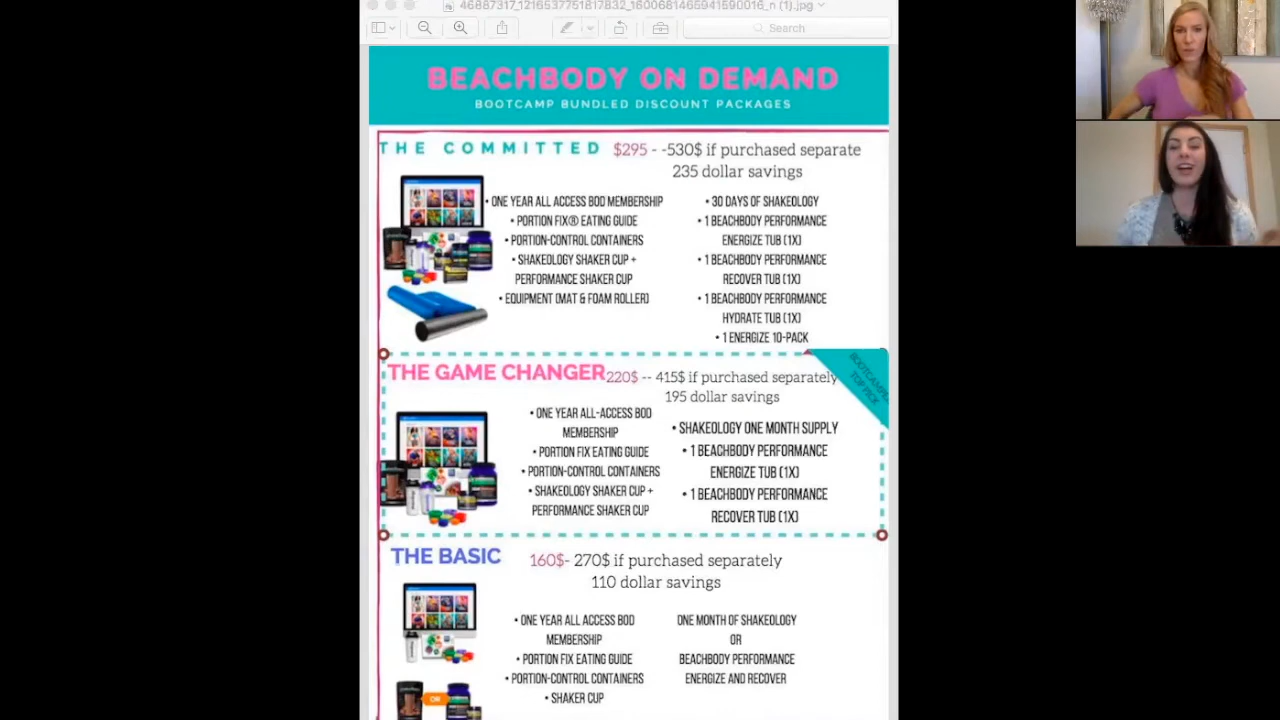 46887317_1216537751817832_1600681465941590016_n (1).jpg
Search
BEACHBODY ON DEMAND
BOOTCAMP BUNDLED DISCOUNT PACKAGES
THE COMMITTED $295 - -530$ if purchased separate
235 dollar savings
• ONE YEAR ALL ACCESS BOD MEMBERSHIP
• PORTION FIX® EATING GUIDE
• PORTION-CONTROL CONTAINERS
• SHAKEOLOGY SHAKER CUP +
PERFORMANCE SHAKER CUP
• EQUIPMENT (MAT & FOAM ROLLER)
• 30 DAYS OF SHAKEOLOGY
• 1 BEACHBODY PERFORMANCE
ENERGIZE TUB (1X)
• 1 BEACHBODY PERFORMANCE
RECOVER TUB (1X)
• 1 BEACHBODY PERFORMANCE
HYDRATE TUB (1X)
• 1 ENERGIZE 10-PACK
THE GAME CHANGER 220$ -- 415$ if purchased separately
195 dollar savings
TOP PICK
• ONE YEAR ALL-ACCESS BOD
MEMBERSHIP
• PORTION FIX EATING GUIDE
• PORTION-CONTROL CONTAINERS
• SHAKEOLOGY SHAKER CUP +
PERFORMANCE SHAKER CUP
• SHAKEOLOGY ONE MONTH SUPPLY
• 1 BEACHBODY PERFORMANCE
ENERGIZE TUB (1X)
• 1 BEACHBODY PERFORMANCE
RECOVER TUB (1X)
THE BASIC 160$- 270$ if purchased separately
110 dollar savings
• ONE YEAR ALL ACCESS BOD
MEMBERSHIP
• PORTION FIX EATING GUIDE
• PORTION-CONTROL CONTAINERS
• SHAKER CUP
ONE MONTH OF SHAKEOLOGY
OR
BEACHBODY PERFORMANCE
ENERGIZE AND RECOVER
OR